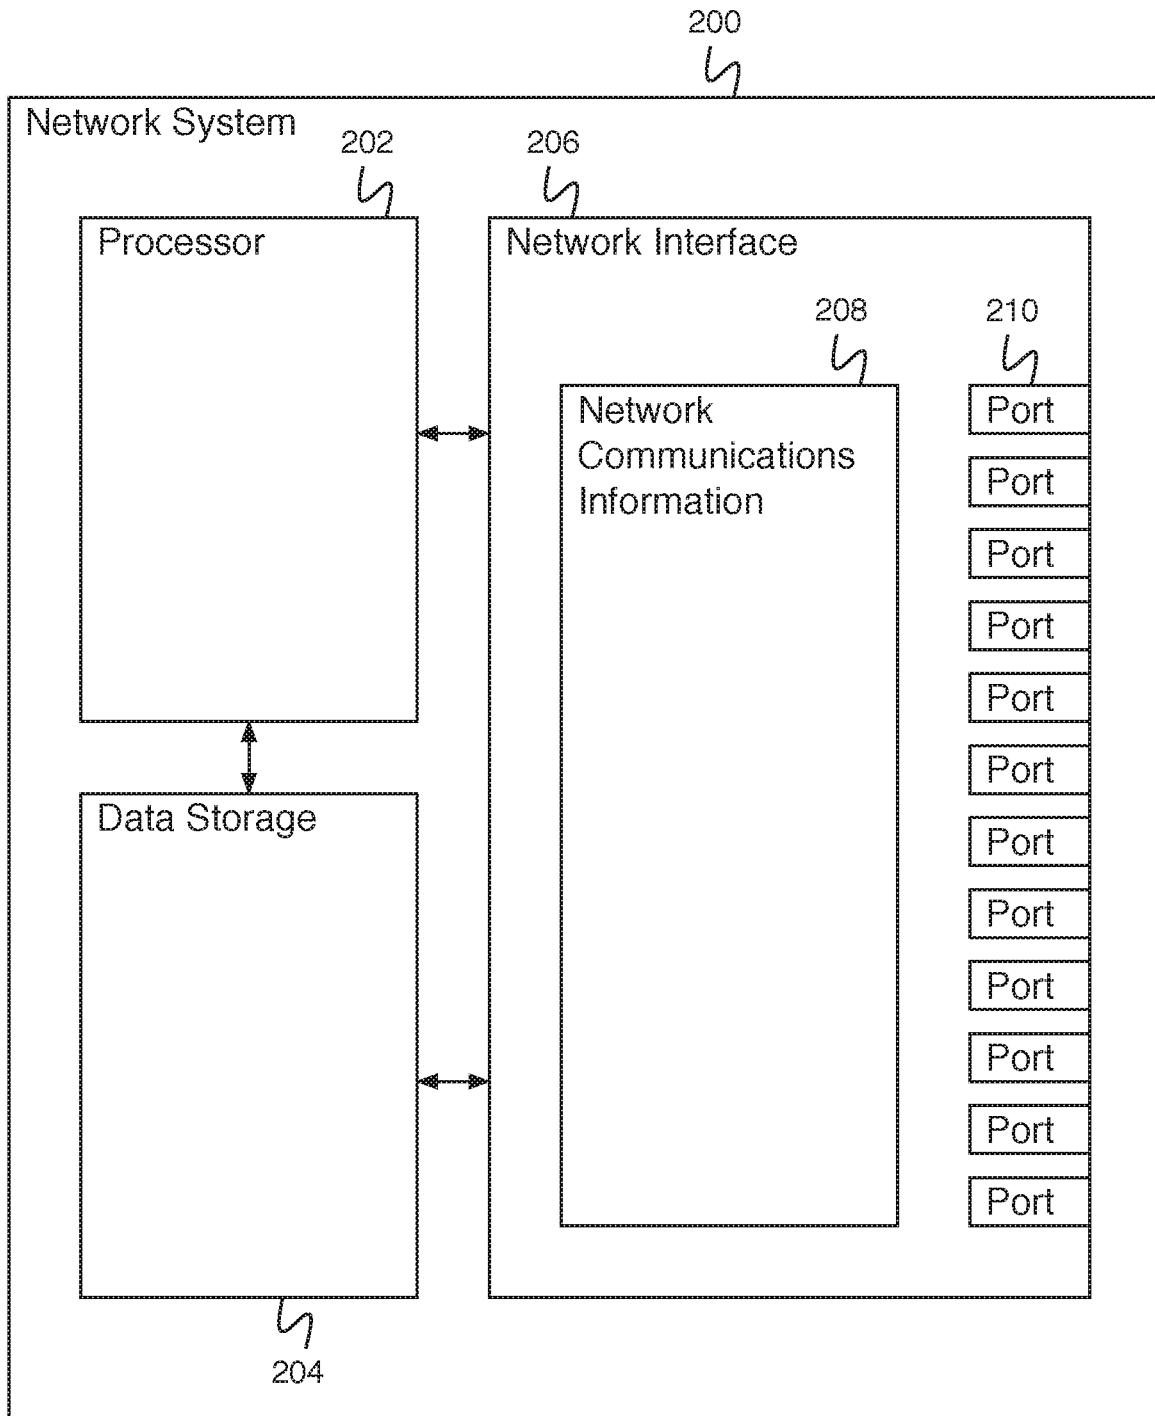 200
Network System
202
206
Processor
Network Interface
208
210
Network
Communications
Information
Port
Port
Port
Port
Port
Port
Port
Port
Port
Port
Port
Port
Data Storage
204